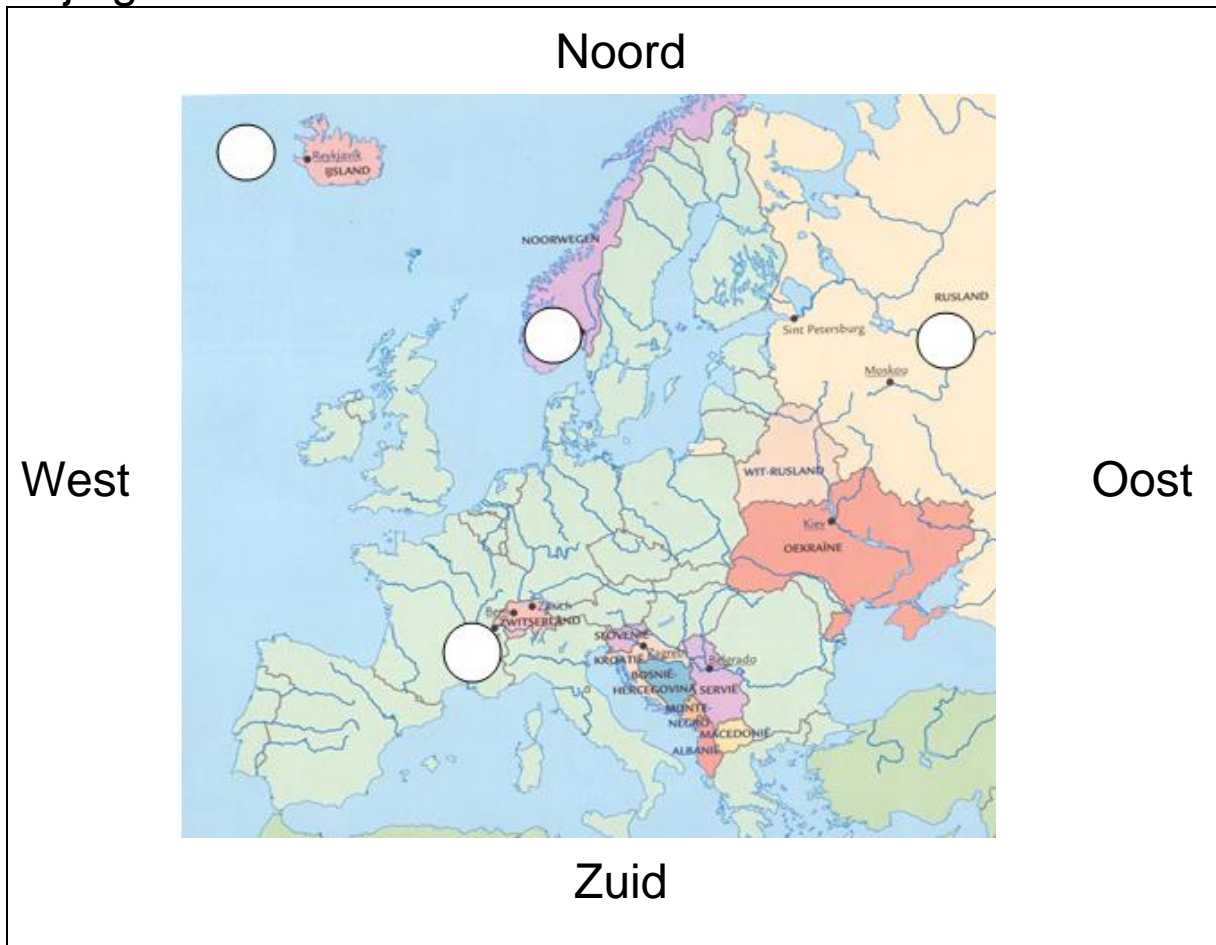 Noord
Reykjavik
IJSLAND
NOORWEGEN
RUSLAND
Sint Petersburg
Moskou
West
Oost
WIT-RUSLAND
Kiev
OEKRAÏNE
Zürich
ZWITSERLAND
SLOVENIË
KROATIË
Zagreb
Belgrado
BOSNIË-
HERCEGOVINA
SERVIË
MONTE-
NEGRO
MACEDONIË
ALBANIË
Zuid